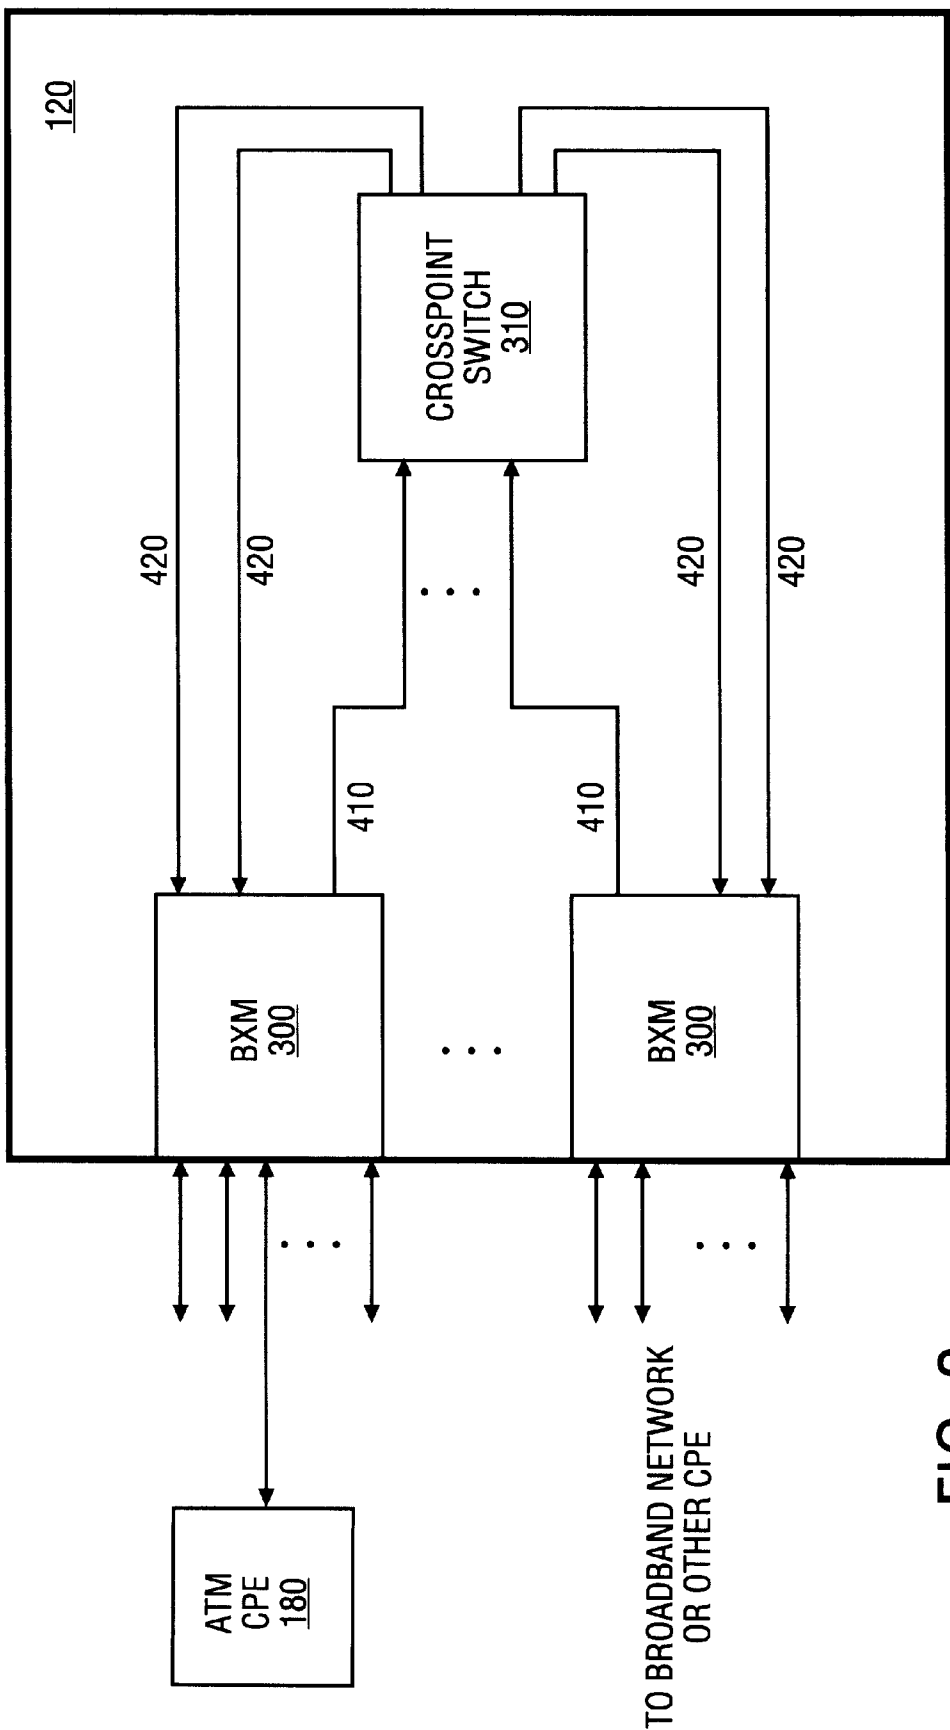 120
420
ATM
CPE
180
BXM
300
420
410
CROSSPOINT
SWITCH
310
410
TO BROADBAND NETWORK
OR OTHER CPE
BXM
300
420
420
FIG.